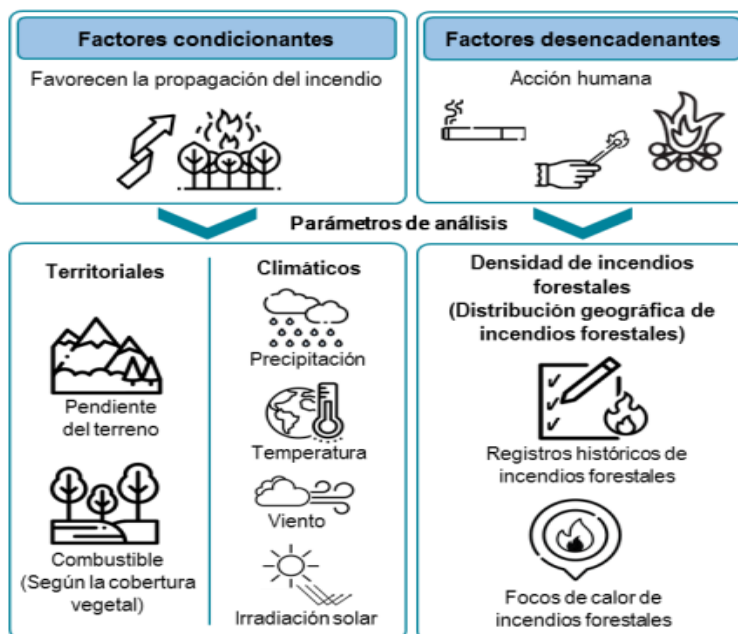 Factores condicionantes
Favorecen la propagación del incendio
Factores desencadenantes
Acción humana
Parámetros de análisis
Territoriales
Pendiente
del terreno
Combustible
(Según la cobertura
vegetal)
Climáticos
Precipitación
Temperatura
Viento
Irradiación solar
Densidad de incendios
forestales
(Distribución geográfica de
incendios forestales)
Registros históricos de
incendios forestales
Focos de calor de
incendios forestales